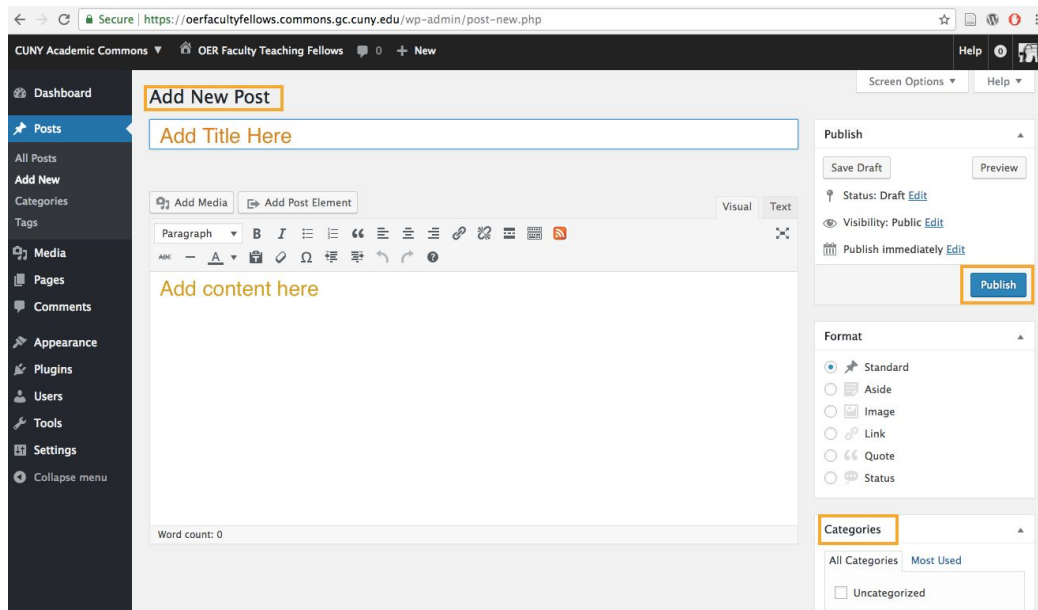 Secure https://oerfacultyfellows.commons.gc.cuny.edu/wp-admin/post-new.php
CUNY Academic Commons OER Faculty Teaching Fellows 0 + New Help 0
Screen Options Help
Dashboard
Posts
All Posts
Add New
Categories
Tags
Media
Pages
Comments
Appearance
Plugins
Users
Tools
Settings
Collapse menu
Add New Post
Add Title Here
Add Media Add Post Element Visual Text
Paragraph B I
ABC A
Add content here
Word count: 0
Publish
Save Draft Preview
Status: Draft Edit
Visibility: Public Edit
Publish immediately Edit
Publish
Format
Standard
Aside
Image
Link
Quote
Status
Categories
All Categories Most Used
Uncategorized